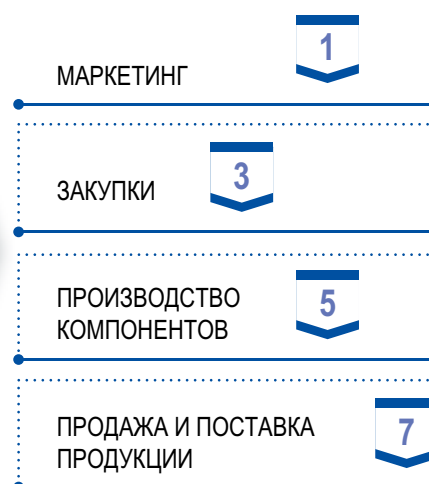 МАРКЕТИНГ 1
ЗАКУПКИ 3
ПРОИЗВОДСТВО 5
КОМПОНЕНТОВ
ПРОДАЖА И ПОСТАВКА 7
ПРОДУКЦИИ